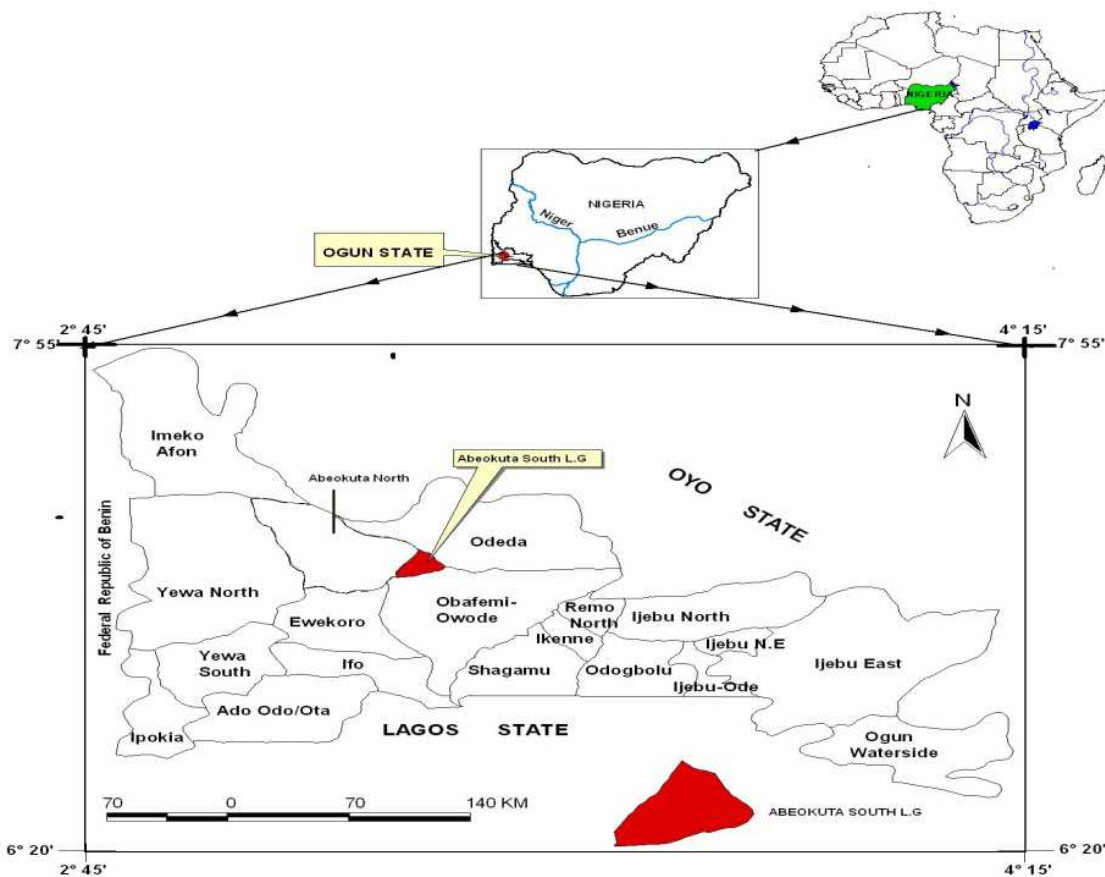 NIGERIA
NIGERIA
Niger
Benue
OGUN STATE
2° 45'
4° 15'
7° 55'
7° 55'
N
Imeko
Afon
Abeokuta South L.G
Abeokuta North
OYO
STATE
Federal Republic of Benin
Odeda
Yewa North
Obafemi-
Owode
Remo
North
Ijebu North
Ewekoro
Ikenne
Ijebu N.E
Yewa
South
Ifo
Shagamu
Odogbolu
Ijebu East
Ijebu-Ode
Ado Odo/Ota
Ipokia
LAGOS STATE
Ogun
Waterside
70 0 70 140 KM
ABEOKUTA SOUTH L.G
6° 20'
6° 20'
2° 45'
4° 15'